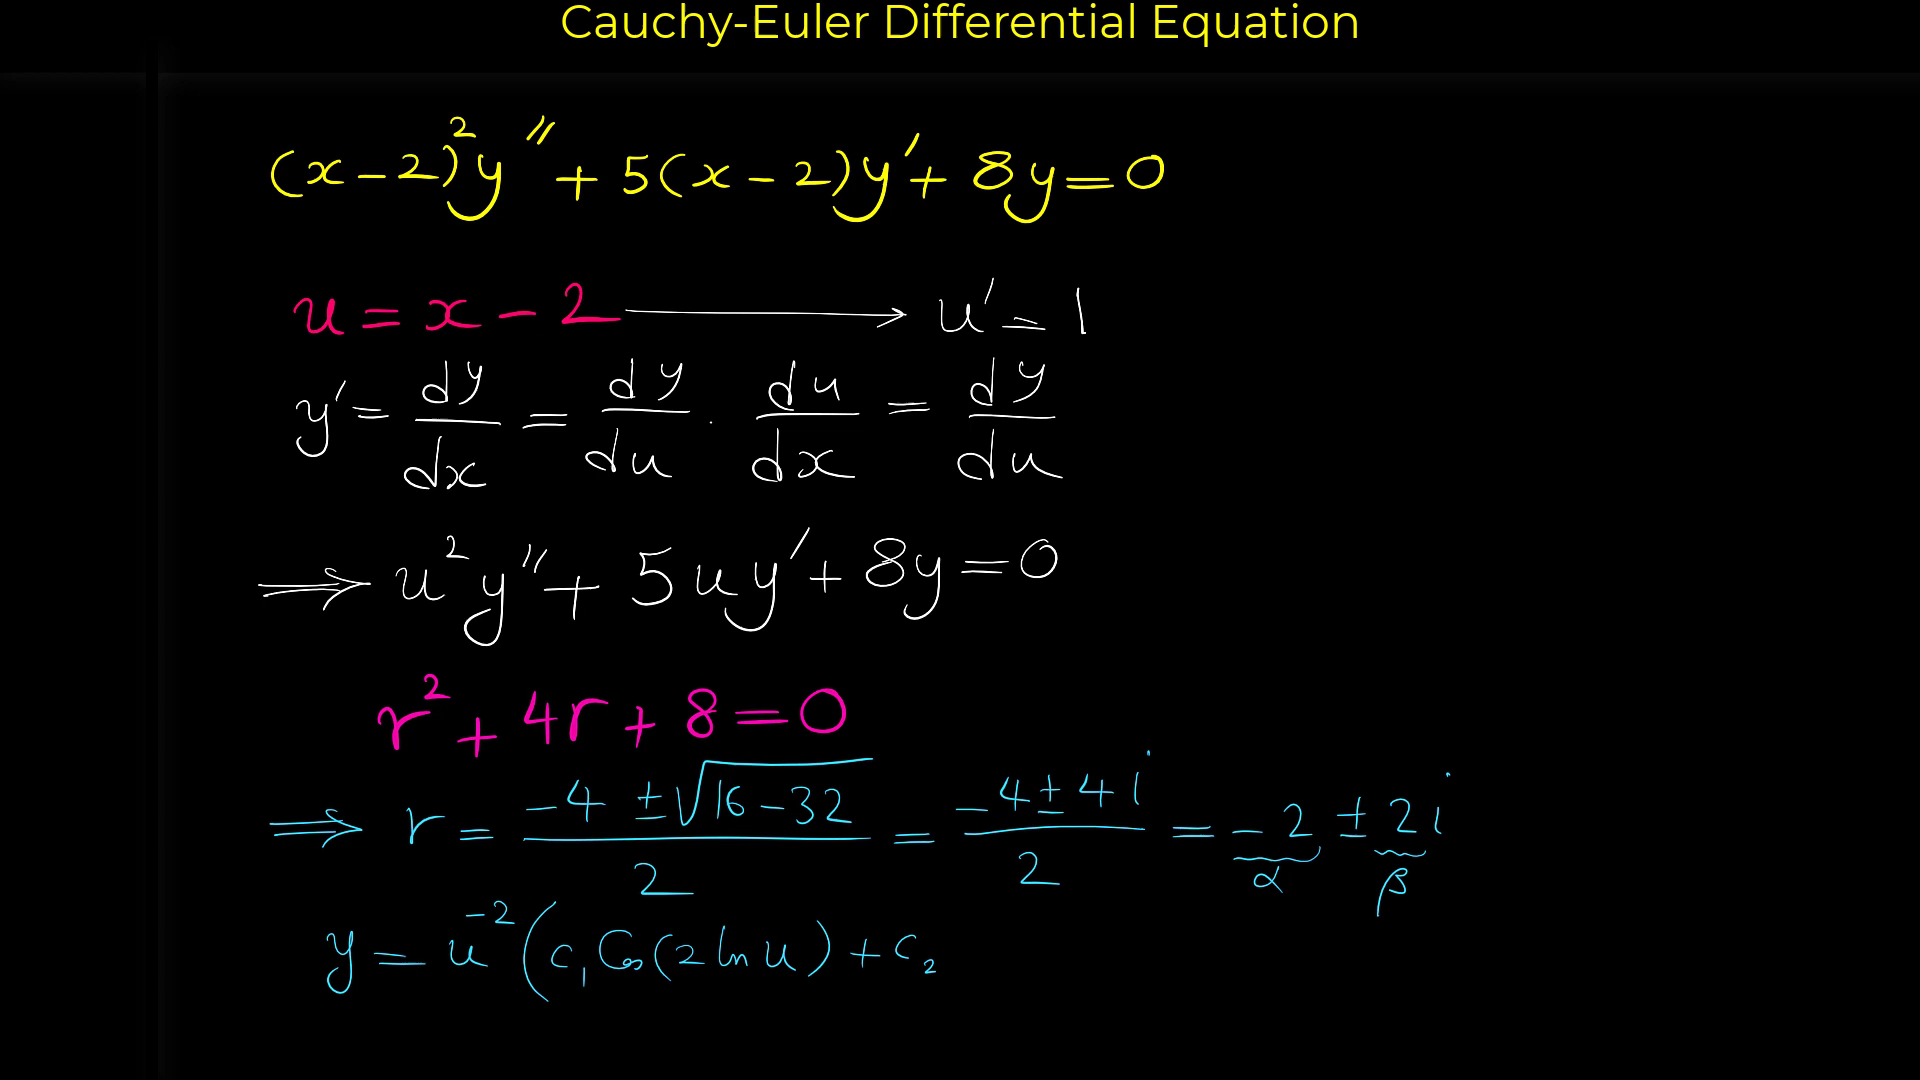 Cauchy-Euler Differential Equation
(x-2)²y″ + 5(x-2)y′ + 8y = 0
u = x - 2 ⟶ u′ = 1
y′ = dy/dx = dy/du · du/dx = dy/du
⟹ u²y″ + 5uy′ + 8y = 0
r² + 4r + 8 = 0
⟹ r = (-4 ± √(16-32))/2 = (-4 ± 4i)/2 = -2 ± 2i
α β
y = u⁻²(c₁ Cos(2 ln u) + c₂